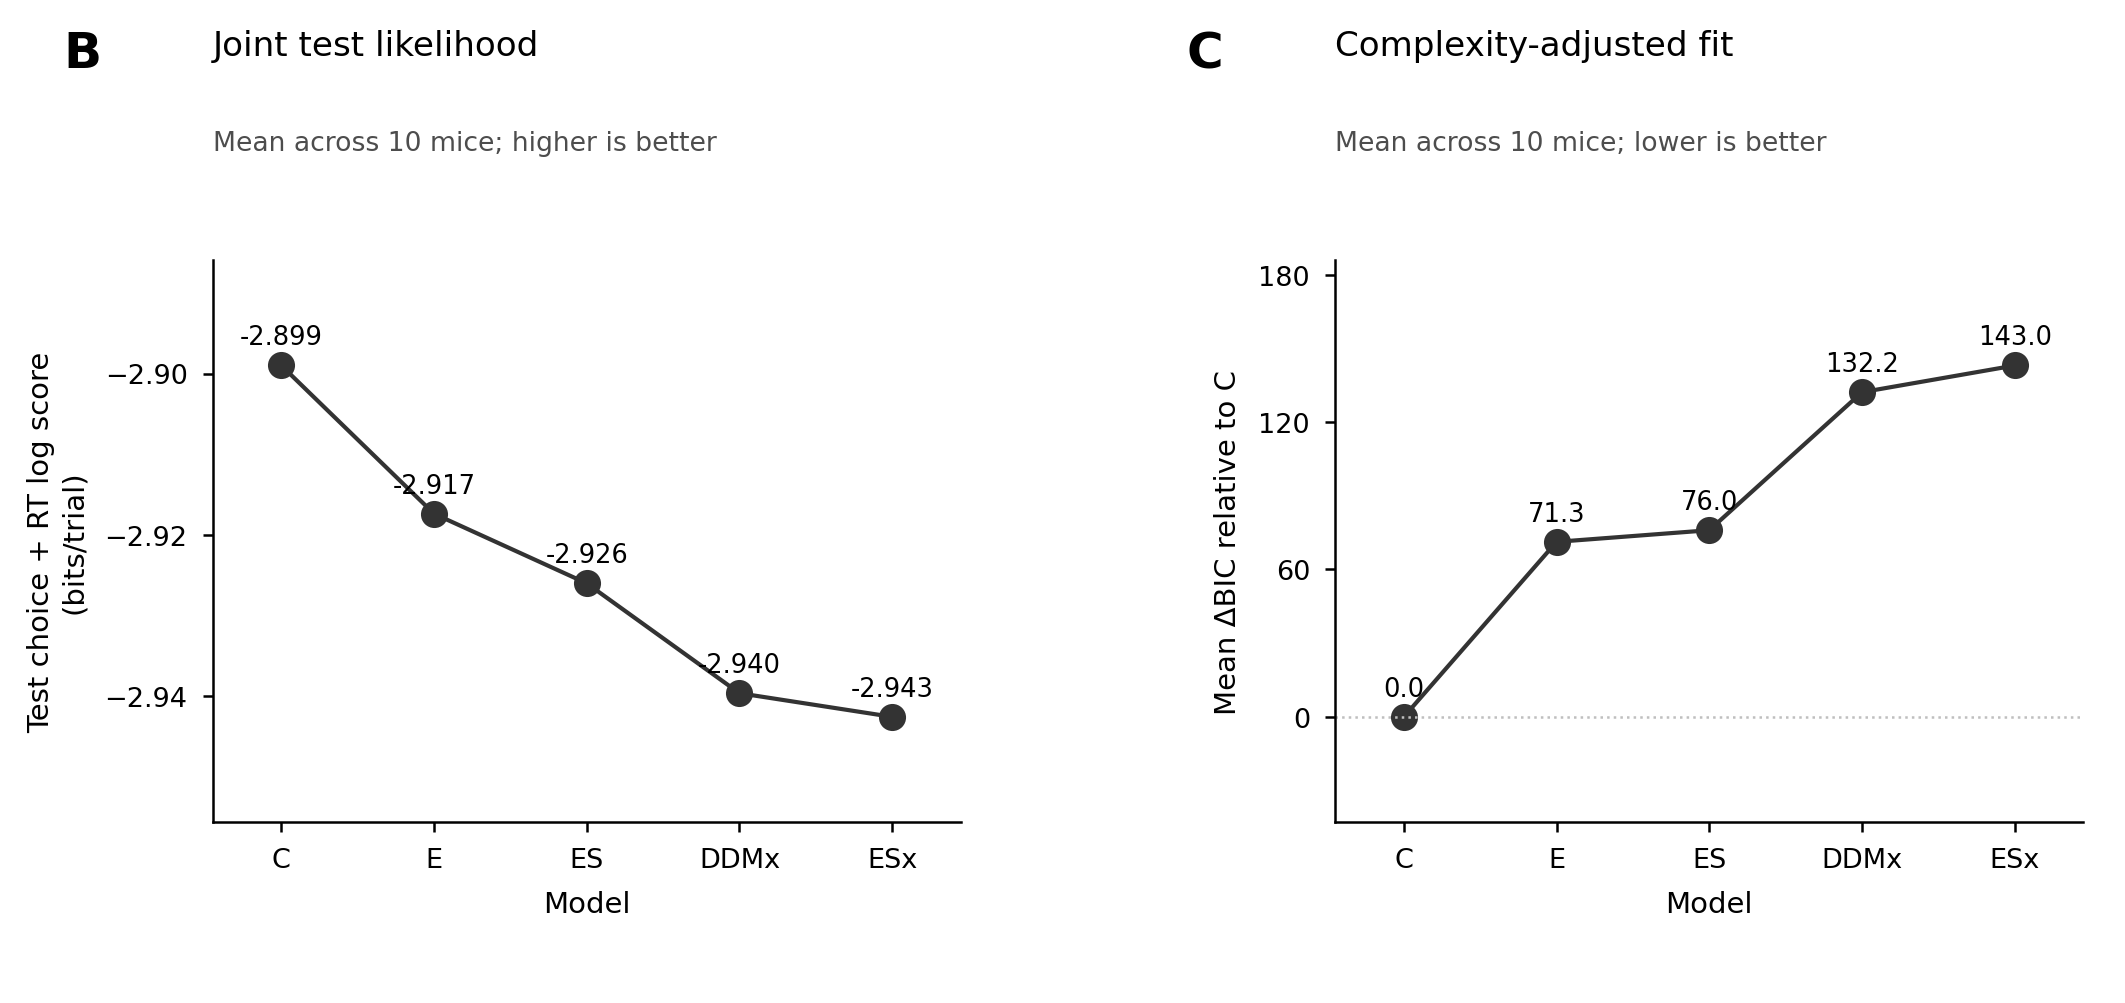 B
Joint test likelihood
Mean across 10 mice; higher is better
Test choice + RT log score
(bits/trial)
−2.90
−2.92
−2.94
-2.899
-2.917
-2.926
-2.940
-2.943
C
E
ES
DDMx
ESx
Model
C
Complexity-adjusted fit
Mean across 10 mice; lower is better
Mean ΔBIC relative to C
180
120
60
0
0.0
71.3
76.0
132.2
143.0
C
E
ES
DDMx
ESx
Model